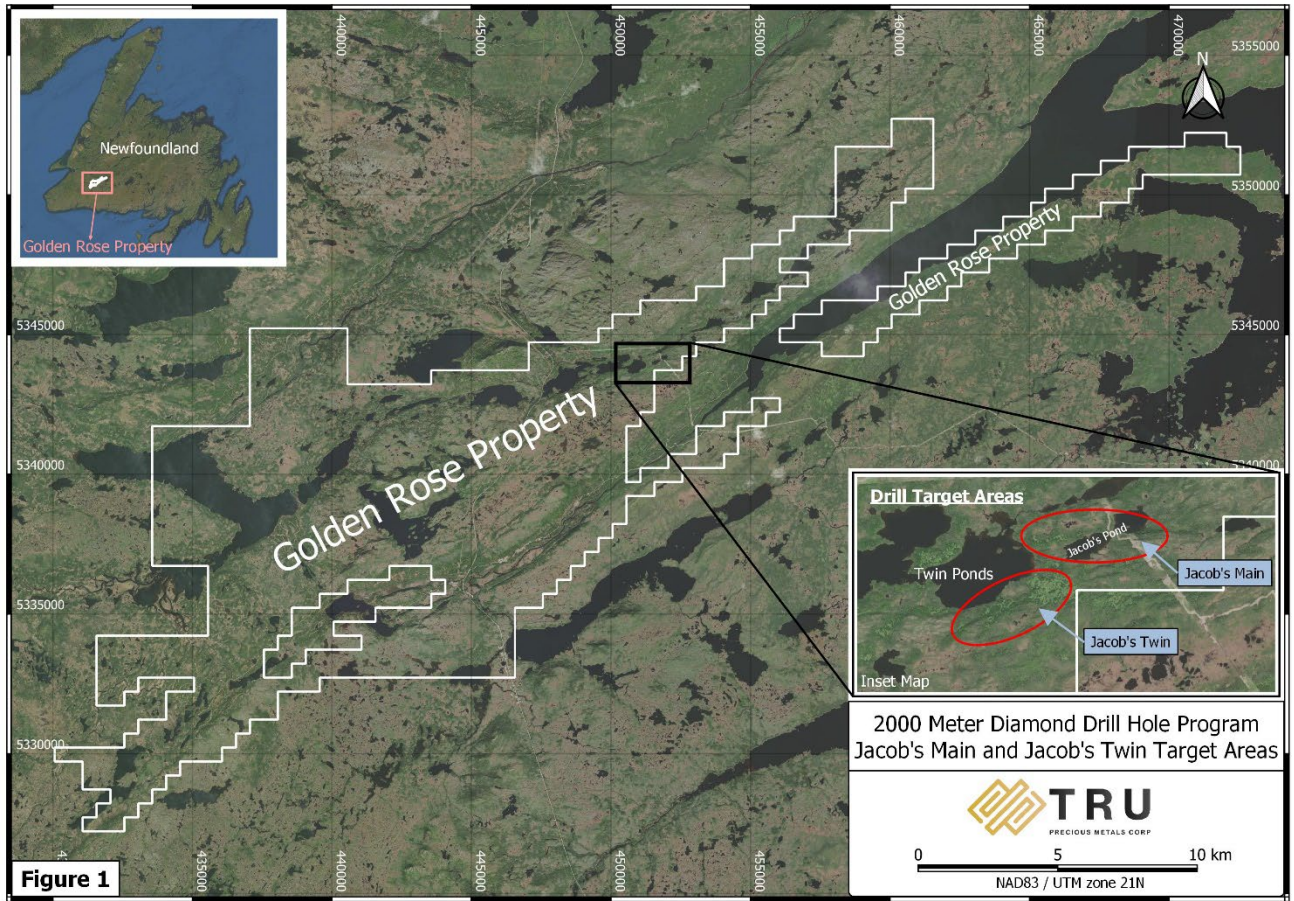 440000
445000
450000
455000
460000
465000
470000
5355000
N
Newfoundland
Golden Rose Property
5350000
Golden Rose Property
5345000
5345000
Golden Rose Property
5340000
5340000
Drill Target Areas
Jacob's Pond
Twin Ponds
Jacob's Main
Jacob's Twin
Inset Map
5335000
5330000
2000 Meter Diamond Drill Hole Program
Jacob's Main and Jacob's Twin Target Areas
TRU
PRECIOUS METALS CORP
0 5 10 km
NAD83 / UTM zone 21N
435000
440000
445000
450000
455000
Figure 1